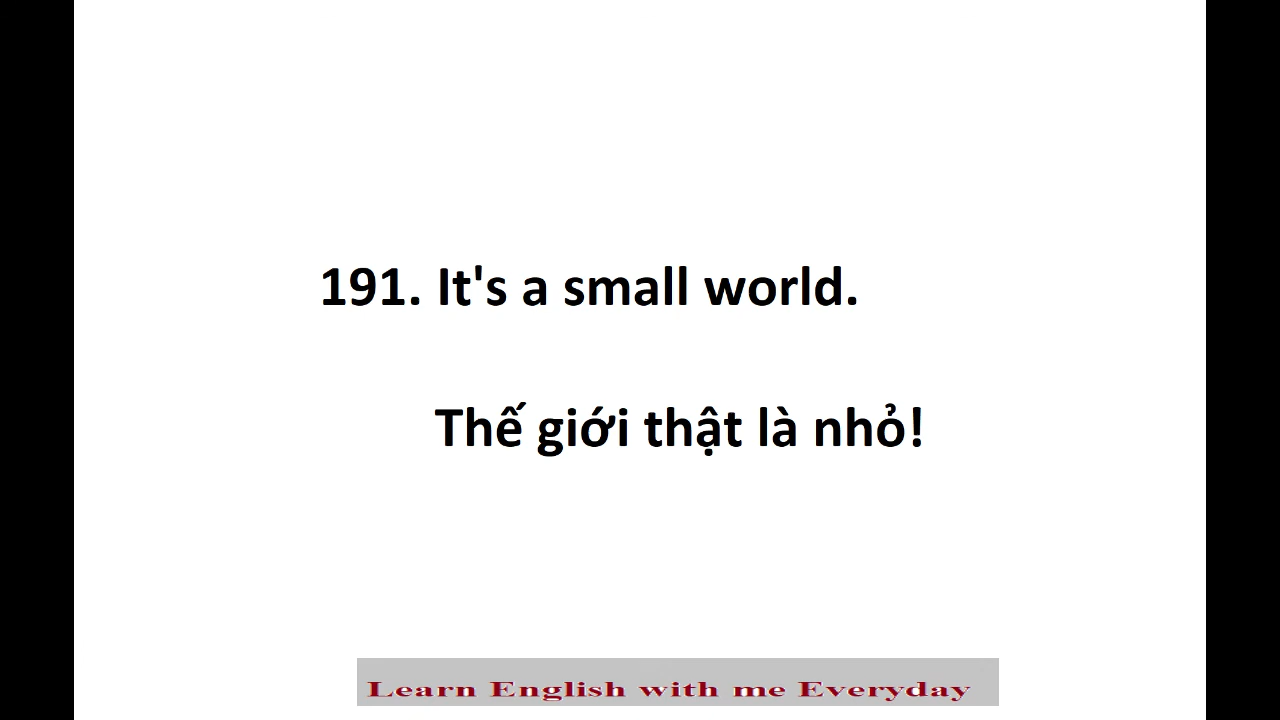 191. It's a small world.
Thế giới thật là nhỏ!
Learn English with me Everyday